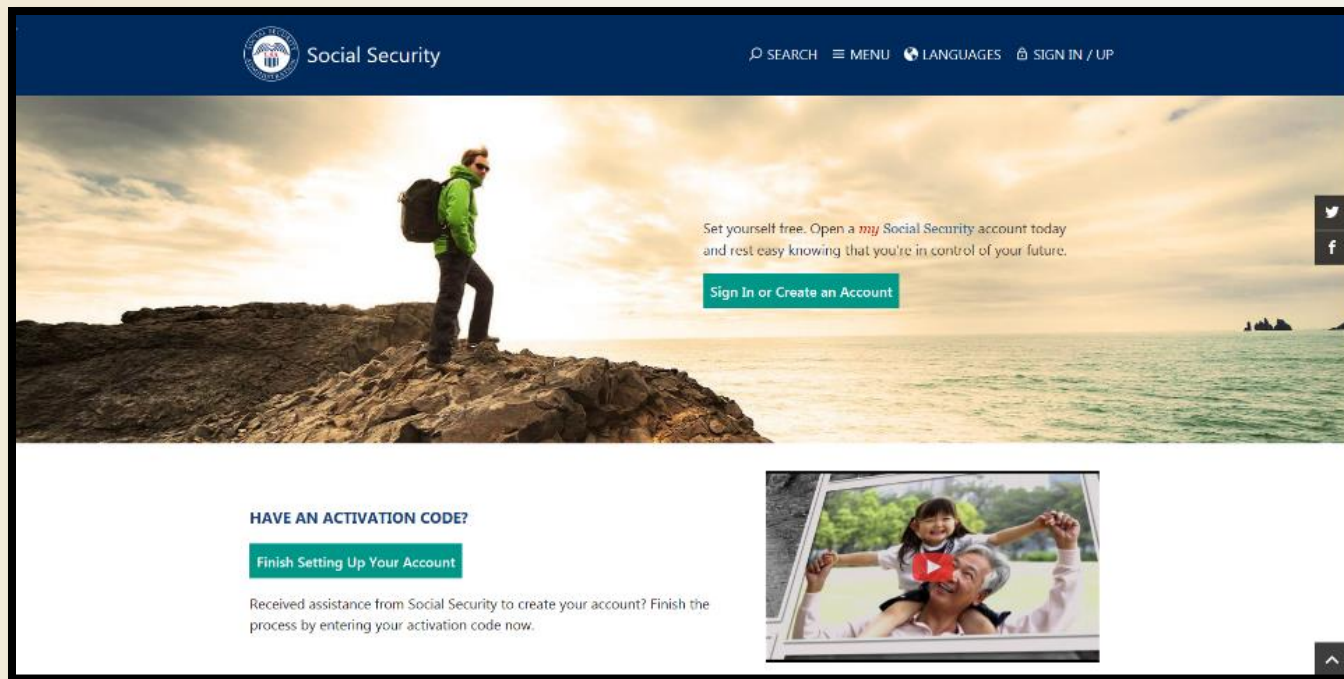 Social Security
SEARCH MENU LANGUAGES SIGN IN / UP
Set yourself free. Open a my Social Security account today
and rest easy knowing that you're in control of your future.
Sign In or Create an Account
HAVE AN ACTIVATION CODE?
Finish Setting Up Your Account
Received assistance from Social Security to create your account? Finish the
process by entering your activation code now.